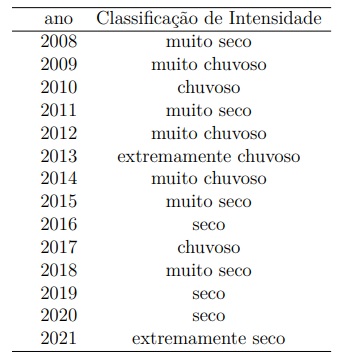 ano Classificação de Intensidade
2008 muito seco
2009 muito chuvoso
2010 chuvoso
2011 muito seco
2012 muito chuvoso
2013 extremamente chuvoso
2014 muito chuvoso
2015 muito seco
2016 seco
2017 chuvoso
2018 muito seco
2019 seco
2020 seco
2021 extremamente seco